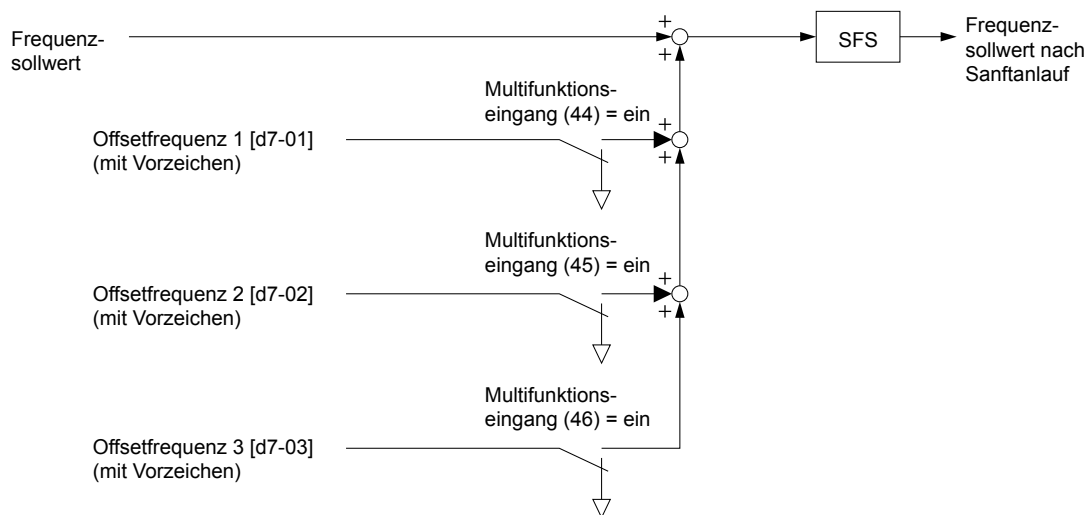 Frequenz-
sollwert
+
+
SFS
Frequenz-
sollwert nach
Sanftanlauf
Multifunktions-
eingang (44) = ein
Offsetfrequenz 1 [d7-01]
(mit Vorzeichen)
+
+
Multifunktions-
eingang (45) = ein
Offsetfrequenz 2 [d7-02]
(mit Vorzeichen)
+
+
Multifunktions-
eingang (46) = ein
Offsetfrequenz 3 [d7-03]
(mit Vorzeichen)